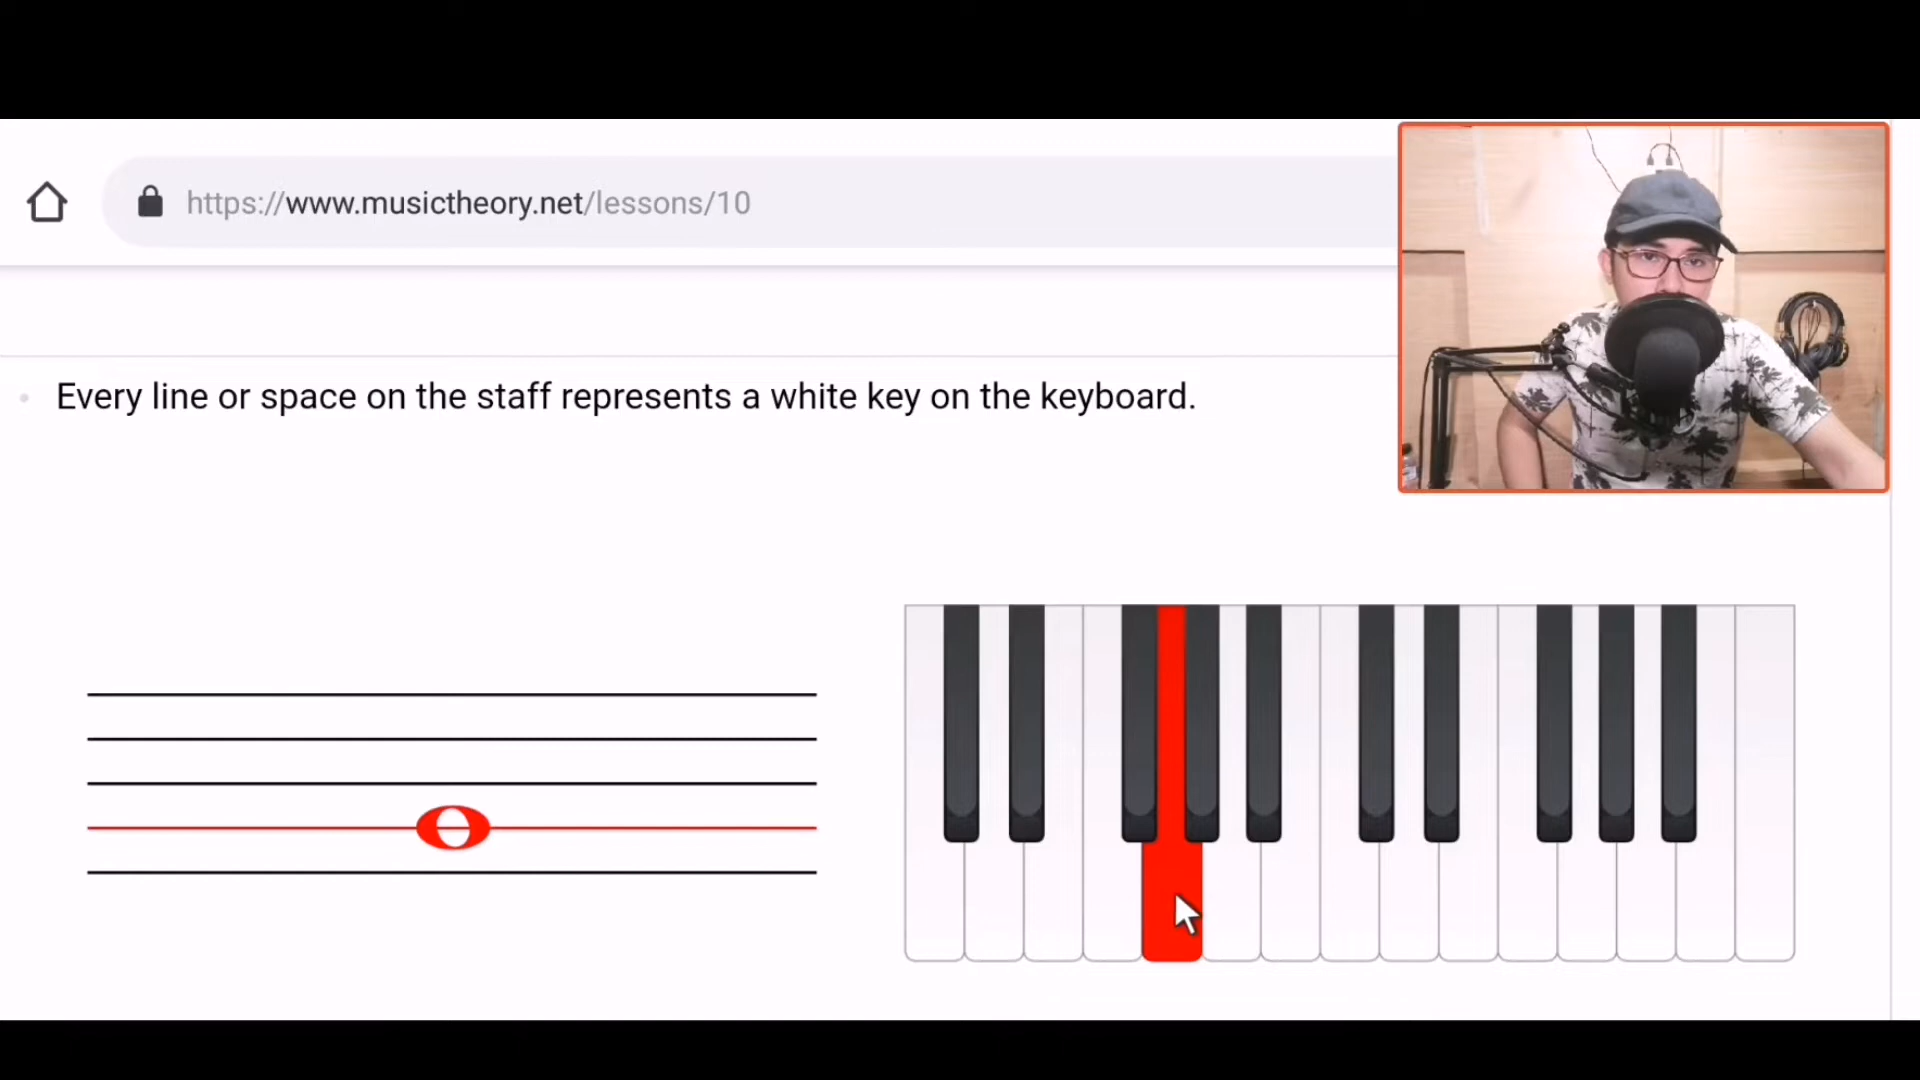 https://www.musictheory.net/lessons/10
Every line or space on the staff represents a white key on the keyboard.